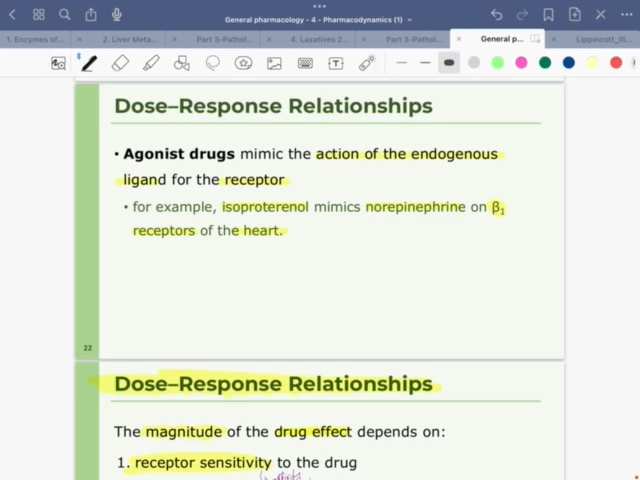 General pharmacology - 4 - Pharmacodynamics (1)
1. Enzymes of ...
2. Liver Meta...
Part 3-Pathol...
4. Laxatives 2...
Part 3-Pathol...
General p...
Lippincott_Ill...
Dose–Response Relationships
• Agonist drugs mimic the action of the endogenous
ligand for the receptor
• for example, isoproterenol mimics norepinephrine on β1
receptors of the heart.
22
Dose–Response Relationships
The magnitude of the drug effect depends on:
1. receptor sensitivity to the drug